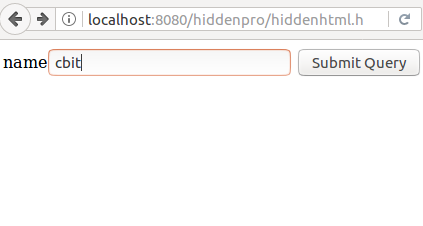 localhost:8080/hiddenpro/hiddenhtml.h
name cbit Submit Query